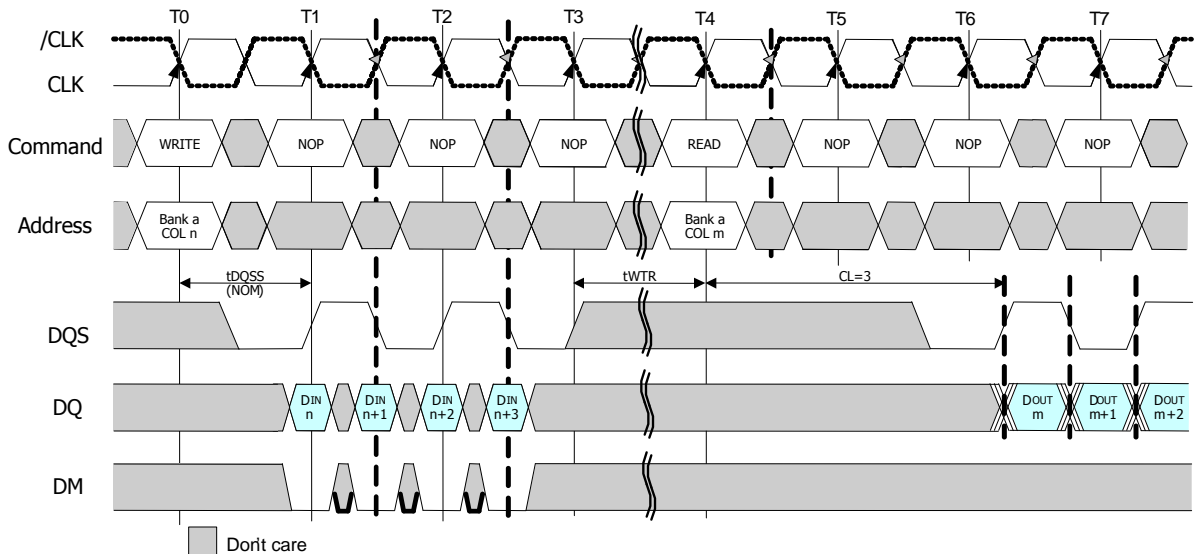 T0 T1 T2 T3 T4 T5 T6 T7
/CLK
CLK
Command WRITE NOP NOP NOP READ NOP NOP NOP
Address Bank a COL n Bank a COL m
tDQSS (NOM) tWTR CL=3
DQS
DQ DIN n DIN n+1 DIN n+2 DIN n+3 DOUT m DOUT m+1 DOUT m+2
DM
Don't care